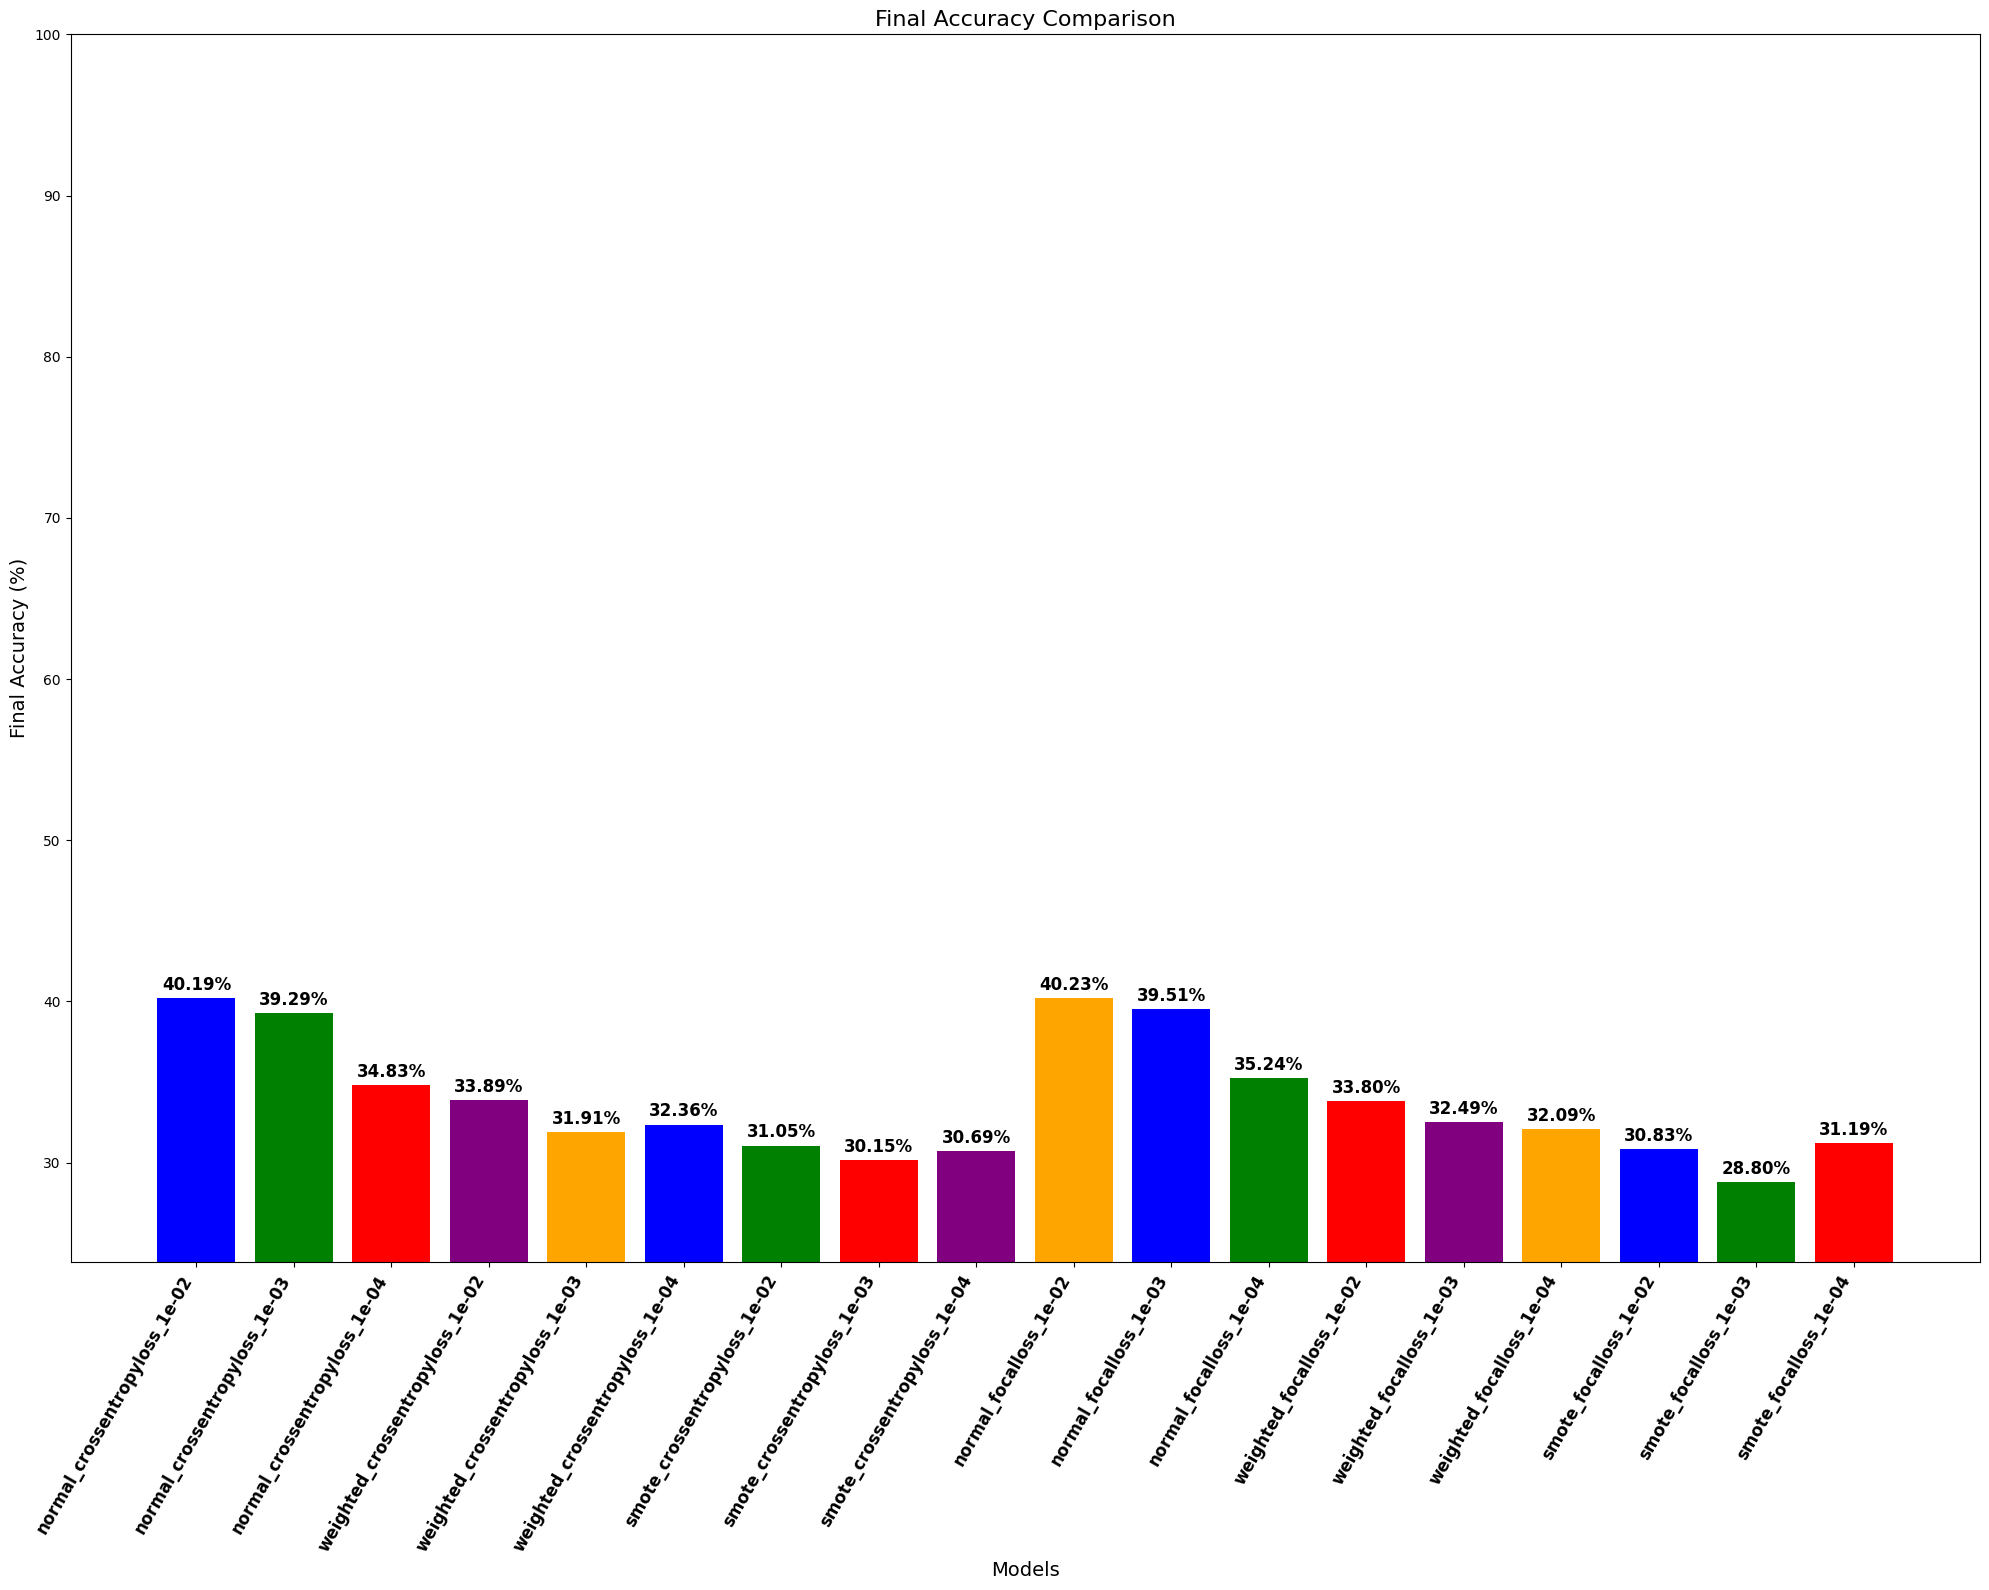 Final Accuracy Comparison
Final Accuracy (%)
100
90
80
70
60
50
40
30
40.19%
39.29%
34.83%
33.89%
31.91%
32.36%
31.05%
30.15%
30.69%
40.23%
39.51%
35.24%
33.80%
32.49%
32.09%
30.83%
28.80%
31.19%
normal_crossentropyloss_1e-02
normal_crossentropyloss_1e-03
normal_crossentropyloss_1e-04
weighted_crossentropyloss_1e-02
weighted_crossentropyloss_1e-03
weighted_crossentropyloss_1e-04
smote_crossentropyloss_1e-02
smote_crossentropyloss_1e-03
smote_crossentropyloss_1e-04
normal_focalloss_1e-02
normal_focalloss_1e-03
normal_focalloss_1e-04
weighted_focalloss_1e-02
weighted_focalloss_1e-03
weighted_focalloss_1e-04
smote_focalloss_1e-02
smote_focalloss_1e-03
smote_focalloss_1e-04
Models